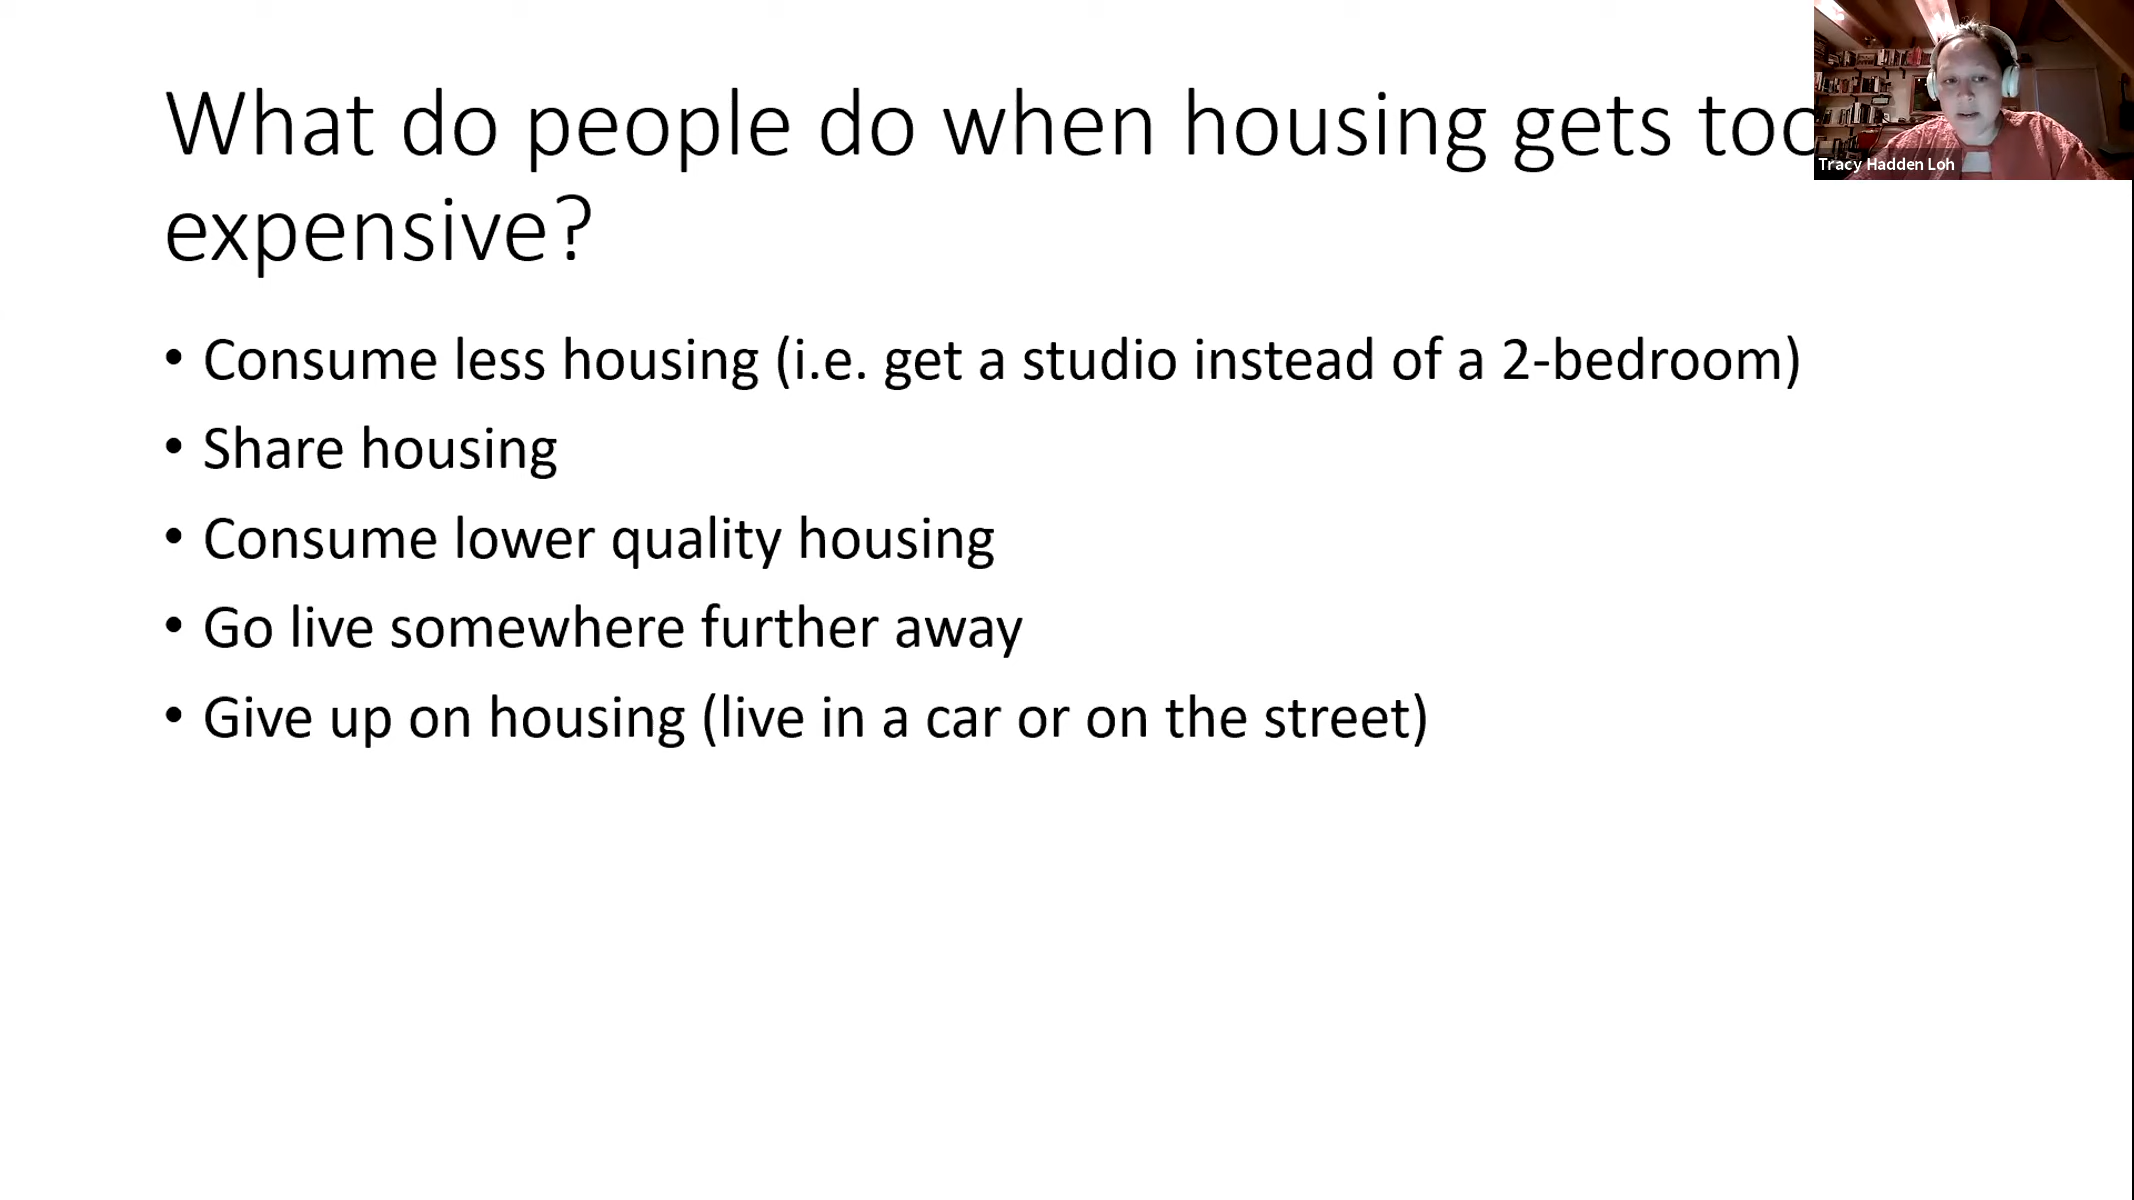 What do people do when housing gets too
expensive?
• Consume less housing (i.e. get a studio instead of a 2-bedroom)
• Share housing
• Consume lower quality housing
• Go live somewhere further away
• Give up on housing (live in a car or on the street)
Tracy Hadden Loh